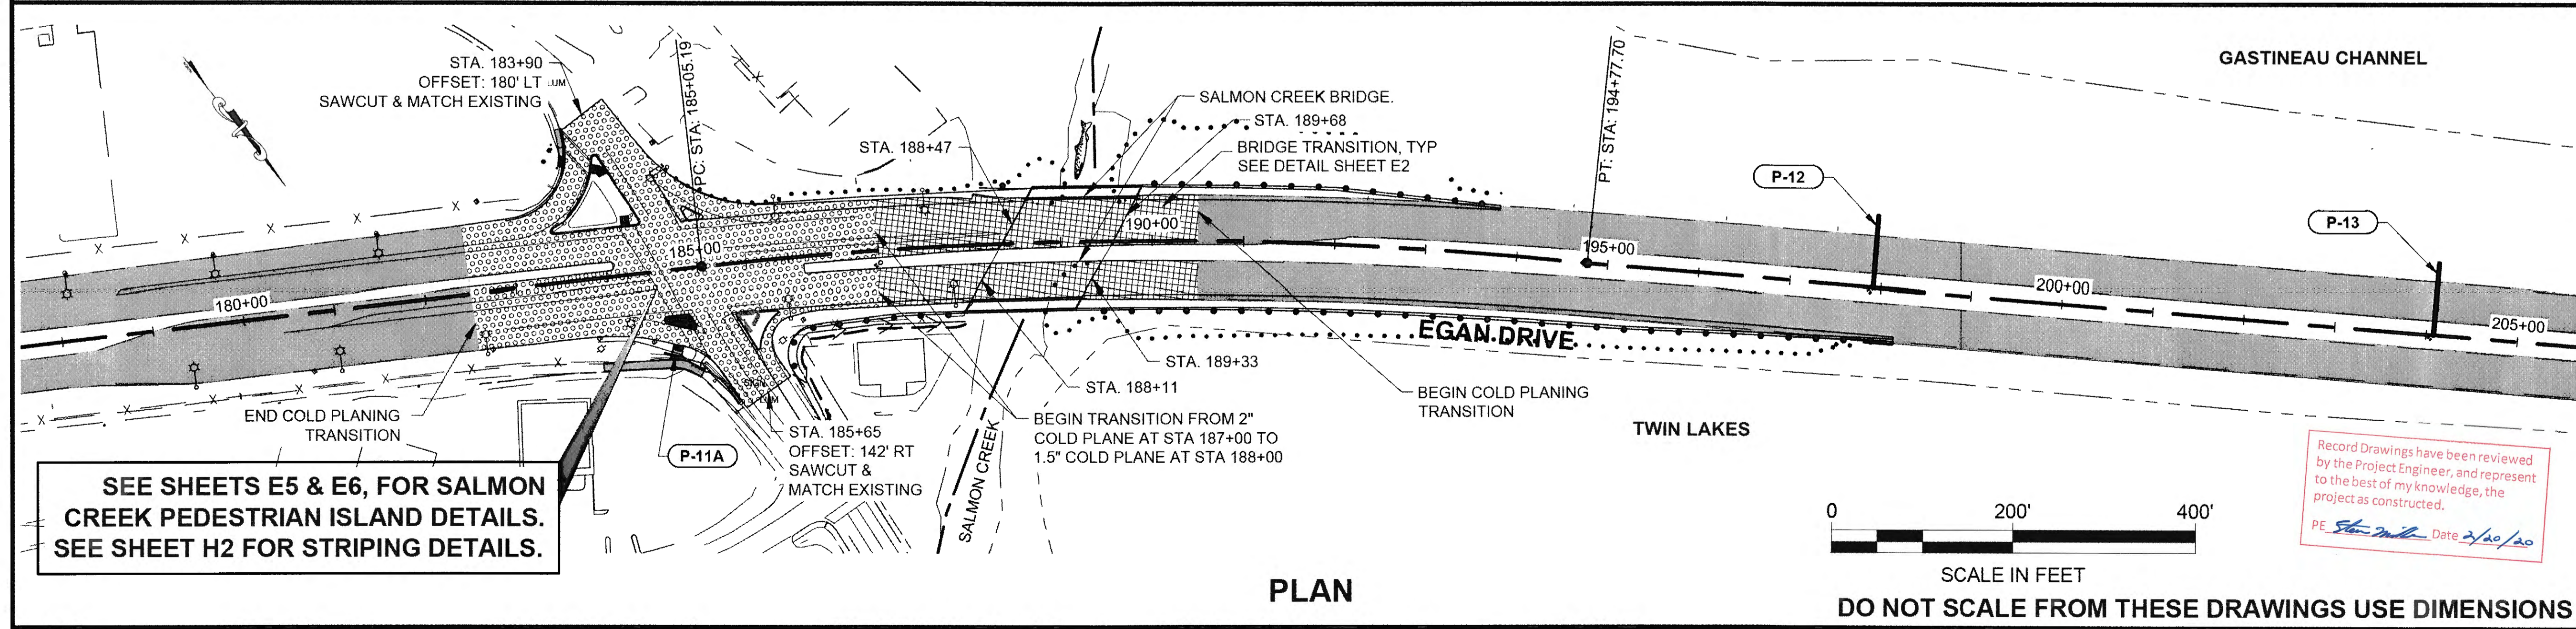 GASTINEAU CHANNEL
STA. 183+90
OFFSET: 180' LT
LUM
SAWCUT & MATCH EXISTING
PC: STA: 185+05.19
SALMON CREEK BRIDGE.
STA. 189+68
STA. 188+47
BRIDGE TRANSITION, TYP
SEE DETAIL SHEET E2
PT: STA: 194+77.70
P-12
P-13
180+00
185+00
190+00
195+00
200+00
205+00
EGAN DRIVE
STA. 189+33
STA. 188+11
SIGN
LUM
END COLD PLANING
TRANSITION
BEGIN COLD PLANING
TRANSITION
BEGIN TRANSITION FROM 2"
COLD PLANE AT STA 187+00 TO
1.5" COLD PLANE AT STA 188+00
STA. 185+65
OFFSET: 142' RT
SAWCUT &
MATCH EXISTING
P-11A
SALMON CREEK
TWIN LAKES
SEE SHEETS E5 & E6, FOR SALMON
CREEK PEDESTRIAN ISLAND DETAILS.
SEE SHEET H2 FOR STRIPING DETAILS.
Record Drawings have been reviewed
by the Project Engineer, and represent
to the best of my knowledge, the
project as constructed.
PE Date 2/20/20
0 200' 400'
SCALE IN FEET
PLAN
DO NOT SCALE FROM THESE DRAWINGS USE DIMENSIONS